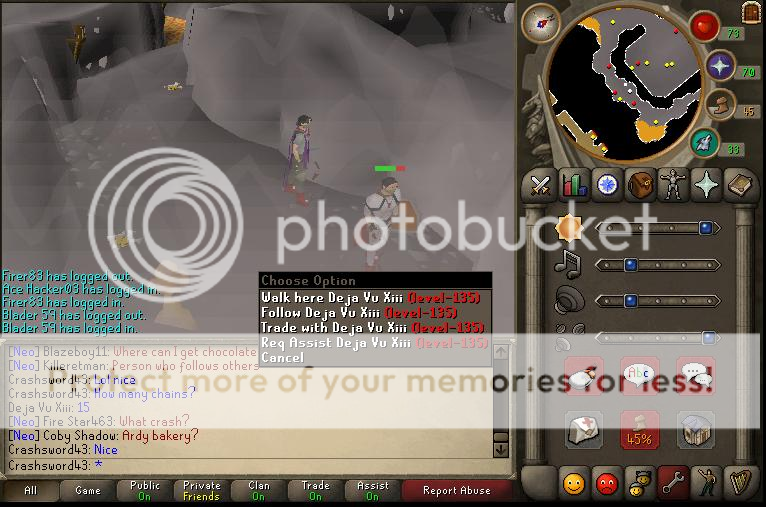 73
70
45
33
photobucket
Firer83 has logged out.
Ace Hacker03 has logged in.
Firer83 has logged in.
Blader 59 has logged out.
Blader 59 has logged in.
Choose Option
Walk here Deja Vu Xiii (level-135)
Follow Deja Vu Xiii (level-135)
Trade with Deja Vu Xiii (level-135)
Req Assist Deja Vu Xiii (level-135)
Cancel
[Neo] Blazeboy11: Where can I get chocolate
[Neo] Killeretman: Person who follows others
Crashsword43: Lol nice
Crashsword43: How many chains?
Deja Vu Xiii: 15
[Neo] Fire Star463: What crash?
[Neo] Coby Shadow: Ardy bakery?
Crashsword43: Nice
Crashsword43: *
Protect more of your memories for less!
Abc
45%
All
Game
Public
On
Private
Friends
Clan
On
Trade
On
Assist
On
Report Abuse